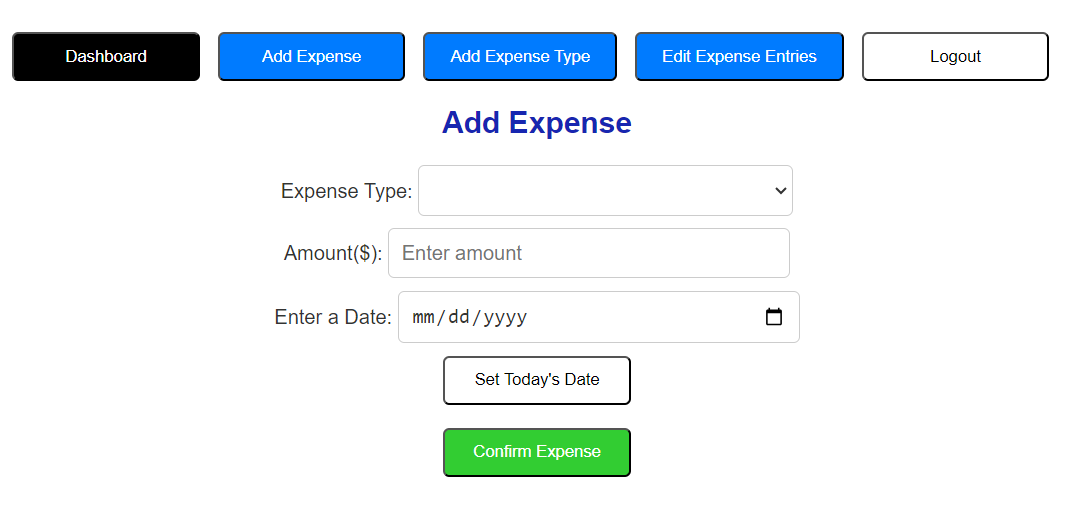 Dashboard Add Expense Add Expense Type Edit Expense Entries Logout
Add Expense
Expense Type:
Amount($): Enter amount
Enter a Date: mm/dd/yyyy
Set Today's Date
Confirm Expense